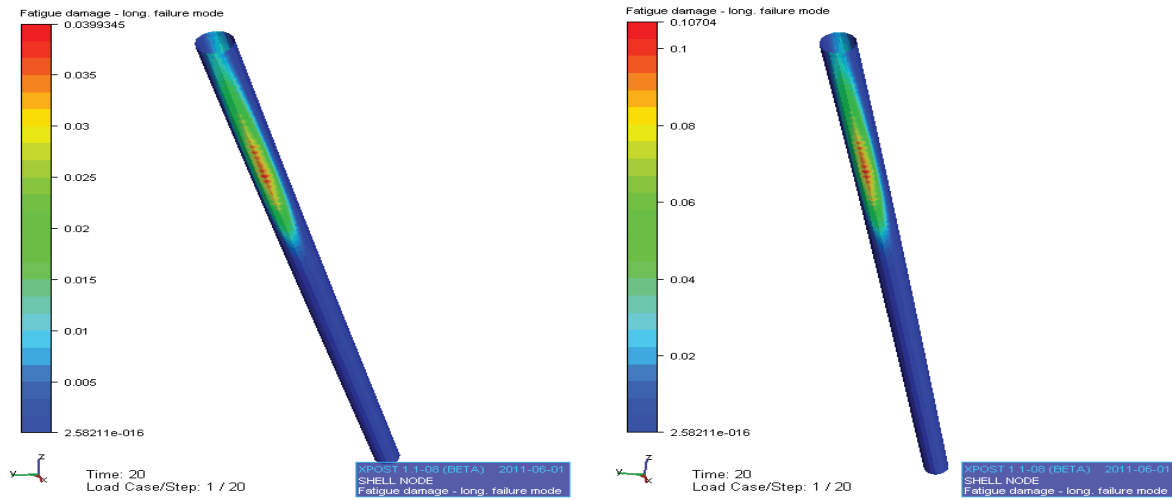 Fatigue damage - long. failure mode
0.0399345
0.035
0.03
0.025
0.02
0.015
0.01
0.005
2.58211e-016
z
y
x
Time: 20
Load Case/Step: 1 / 20
XPOST 1.1-08 (BETA) 2011-06-01
SHELL NODE
Fatigue damage - long. failure mode
Fatigue damage - long. failure mode
0.10704
0.1
0.08
0.06
0.04
0.02
2.58211e-016
z
y
x
Time: 20
Load Case/Step: 1 / 20
XPOST 1.1-08 (BETA) 2011-06-01
SHELL NODE
Fatigue damage - long. failure mode